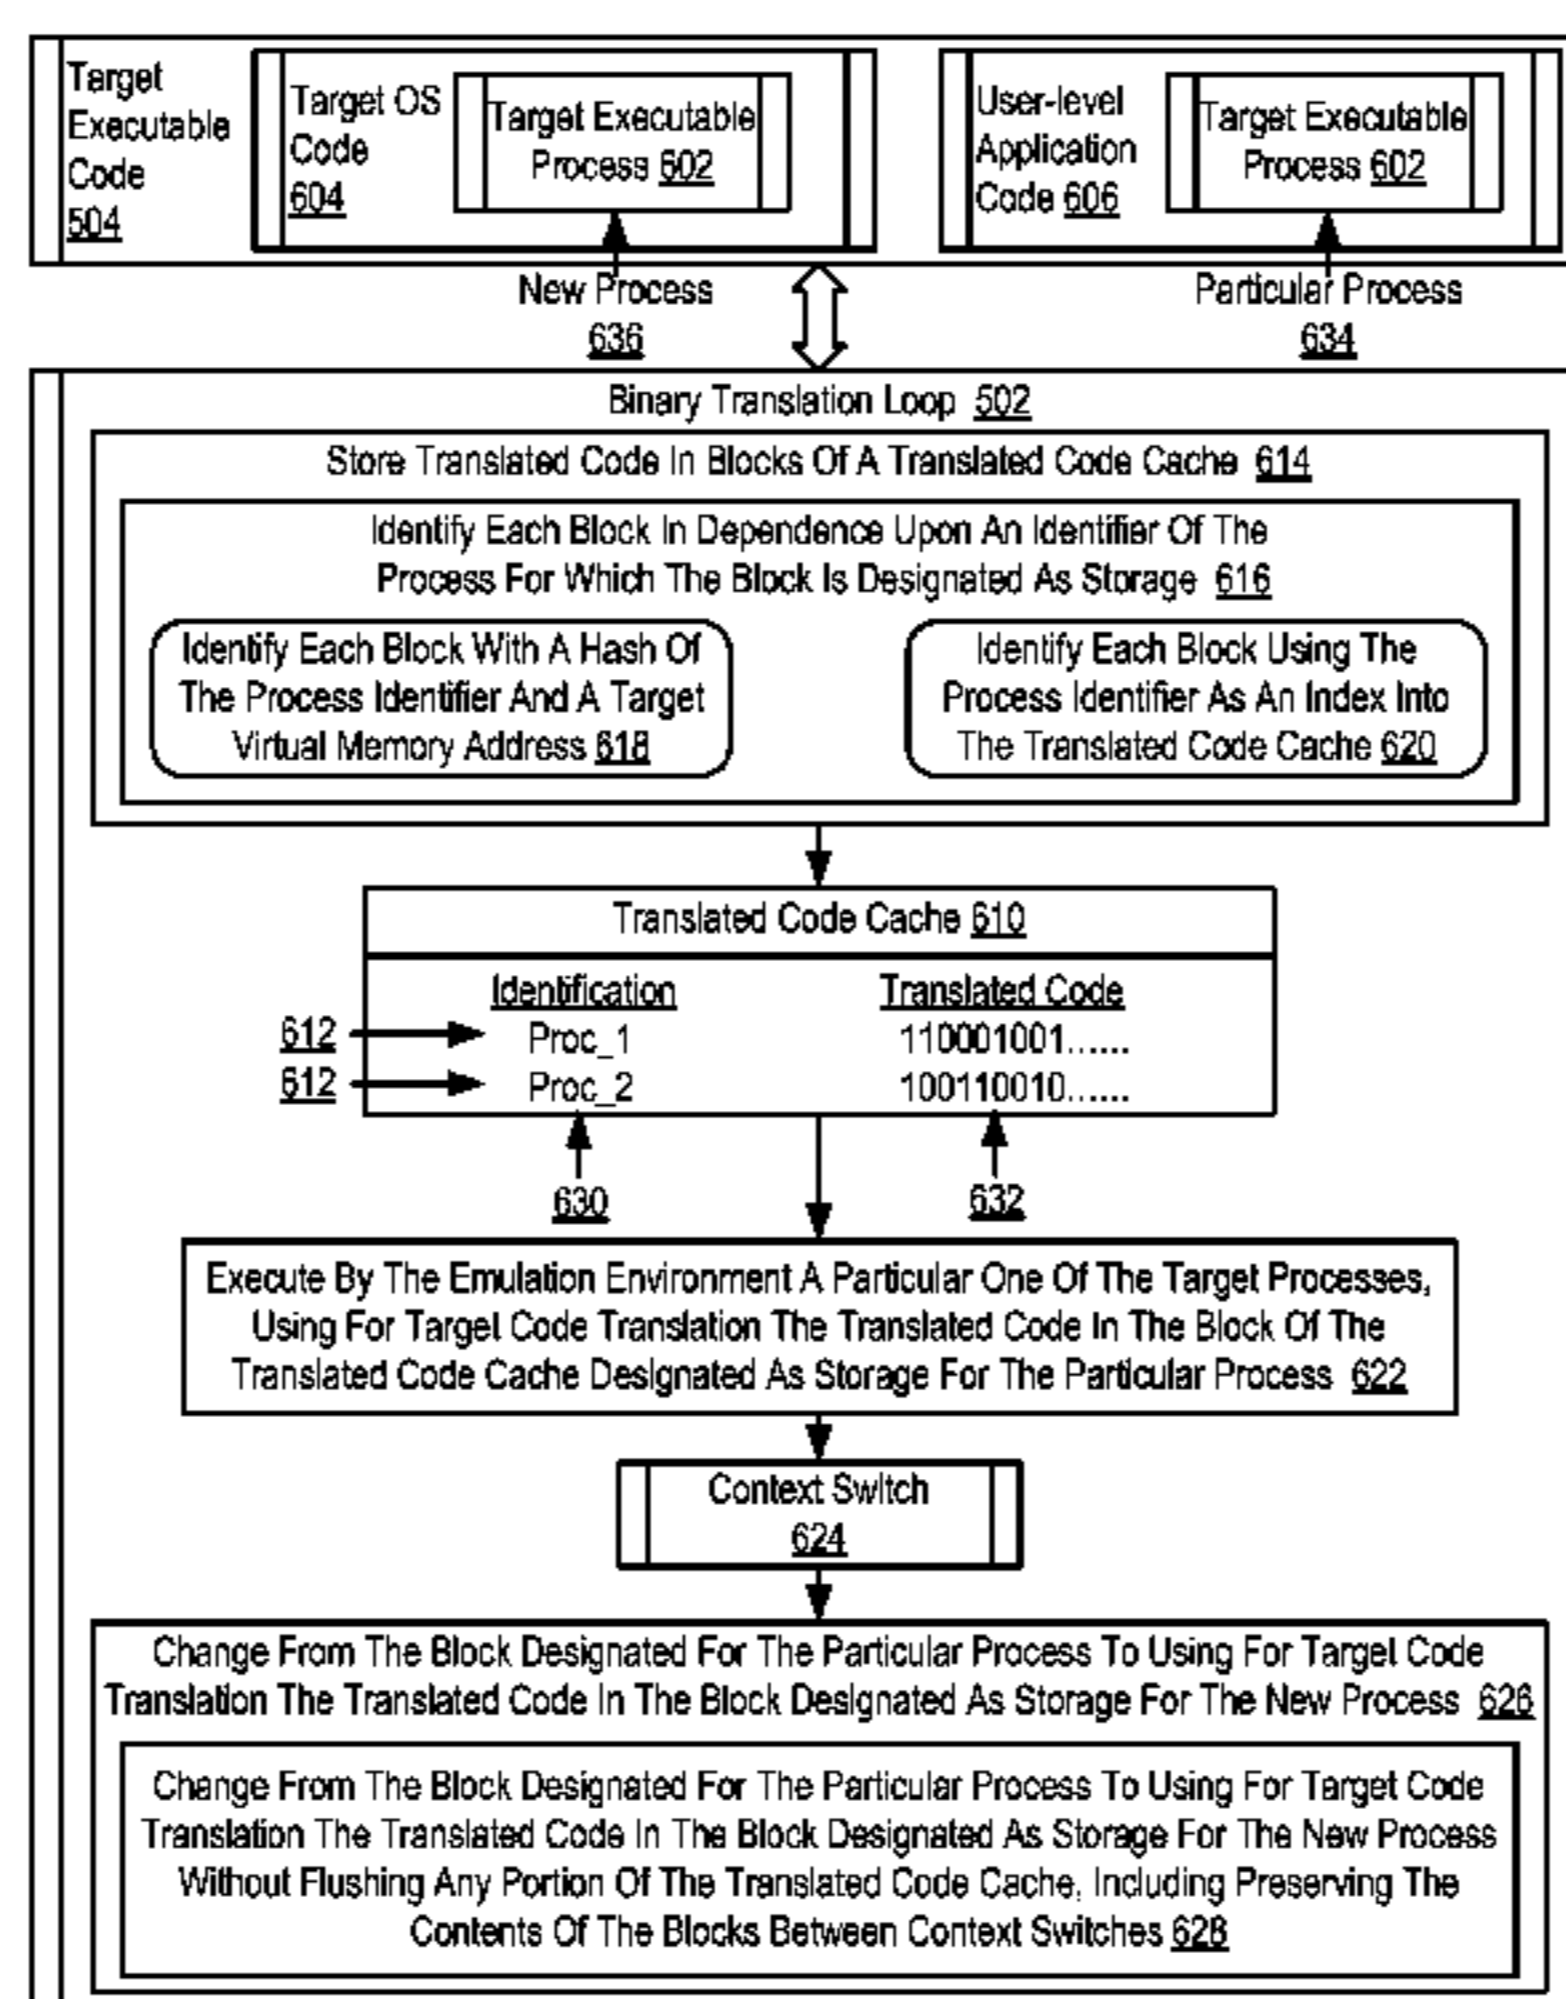 Target
Executable
Code
504
Target OS
Code
604
Target Executable
Process 602
User-level
Application
Code 606
Target Executable
Process 602
New Process
636
Particular Process
634
Binary Translation Loop 502
Store Translated Code In Blocks Of A Translated Code Cache 614
Identify Each Block In Dependence Upon An Identifier Of The
Process For Which The Block Is Designated As Storage 616
Identify Each Block With A Hash Of
The Process Identifier And A Target
Virtual Memory Address 618
Identify Each Block Using The
Process Identifier As An Index Into
The Translated Code Cache 620
Translated Code Cache 610
Identification Translated Code
612 Proc_1 110001001......
612 Proc_2 100110010......
630 632
Execute By The Emulation Environment A Particular One Of The Target Processes,
Using For Target Code Translation The Translated Code In The Block Of The
Translated Code Cache Designated As Storage For The Particular Process 622
Context Switch
624
Change From The Block Designated For The Particular Process To Using For Target Code
Translation The Translated Code In The Block Designated As Storage For The New Process 626
Change From The Block Designated For The Particular Process To Using For Target Code
Translation The Translated Code In The Block Designated As Storage For The New Process
Without Flushing Any Portion Of The Translated Code Cache, Including Preserving The
Contents Of The Blocks Between Context Switches 628